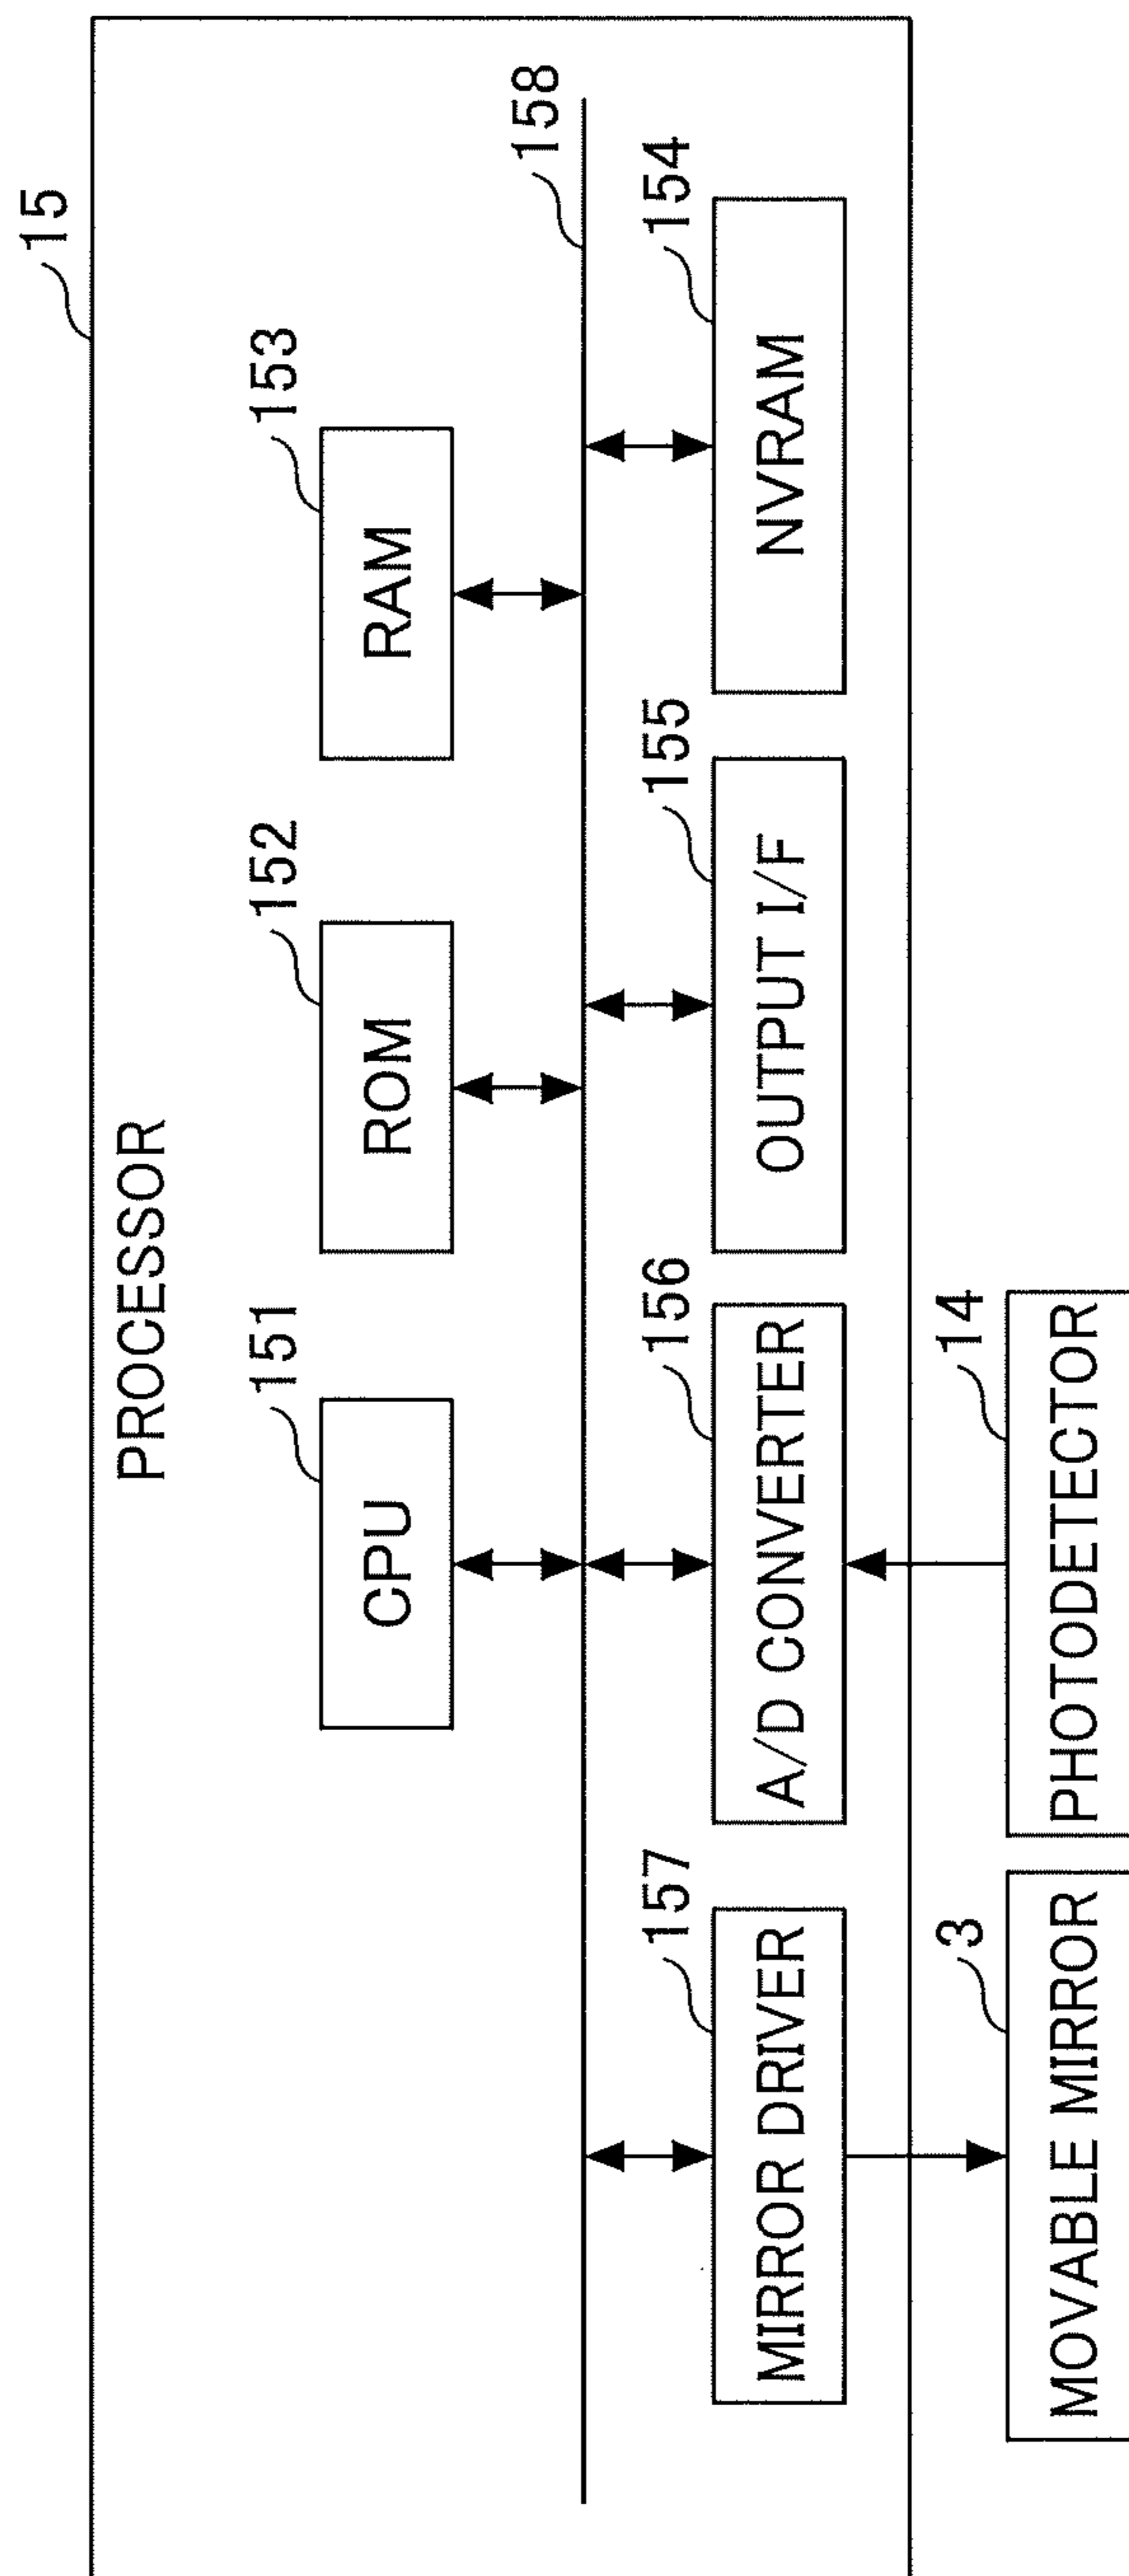 15
PROCESSOR
151
152
153
CPU
ROM
RAM
158
157
156
155
154
MIRROR DRIVER
A/D CONVERTER
OUTPUT I/F
NVRAM
3
14
MOVABLE MIRROR
PHOTODETECTOR